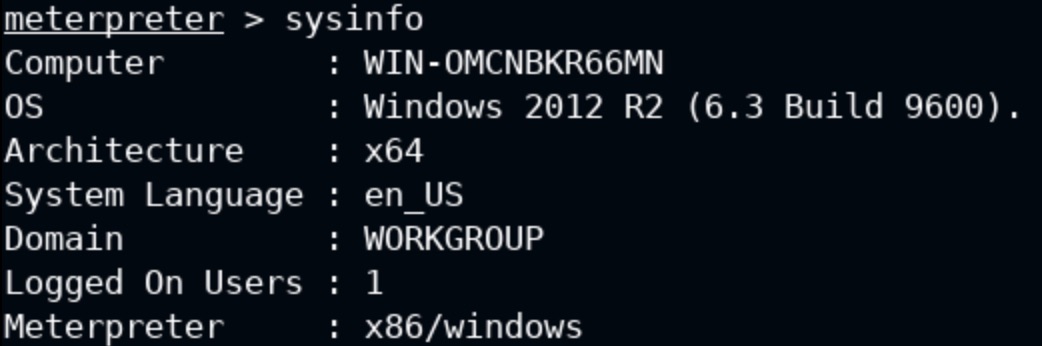 meterpreter > sysinfo
Computer        : WIN-OMCNBKR66MN
OS              : Windows 2012 R2 (6.3 Build 9600).
Architecture    : x64
System Language : en_US
Domain          : WORKGROUP
Logged On Users : 1
Meterpreter     : x86/windows